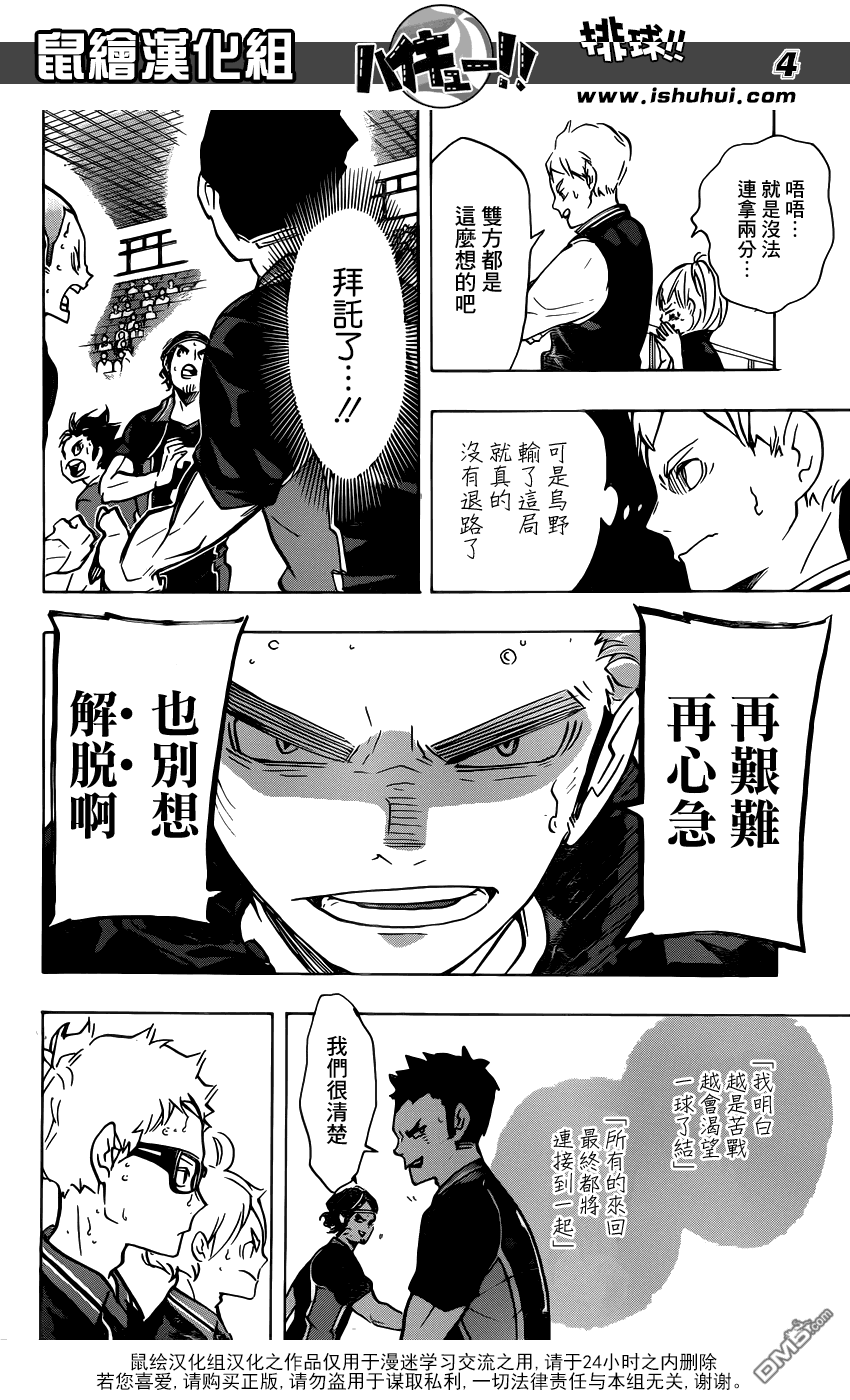 鼠繪漢化組
ハイキュー!!
排球!!
4
www.ishuhui.com
唔唔…
就是沒法
連拿兩分…
雙方都是
這麼想的吧
拜託了…!!
可是烏野
輸了這局
就真的
沒有退路了
再艱難
再心急
也別想
解脱啊
「我明白
越是苦戰
越會渴望
一球了結」
「所有的來回
最終都將
連接到一起」
我們很清楚
鼠绘汉化组汉化之作品仅用于漫迷学习交流之用, 请于24小时之内删除
若您喜爱, 请购买正版, 请勿盗用于谋取私利, 一切法律责任与本组无关, 谢谢。
DM5.com